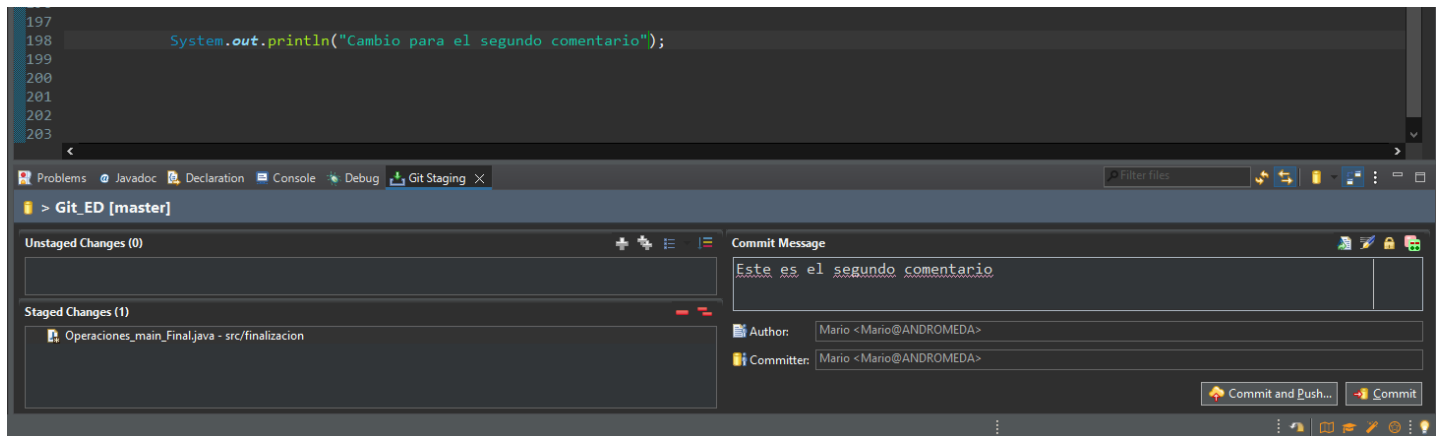 197
198 System.out.println("Cambio para el segundo comentario");
199
200
201
202
203
Problems Javadoc Declaration Console Debug Git Staging Filter files
> Git_ED [master]
Unstaged Changes (0)
Commit Message
Este es el segundo comentario
Staged Changes (1)
Operaciones_main_Final.java - src/finalizacion
Author: Mario <Mario@ANDROMEDA>
Committer: Mario <Mario@ANDROMEDA>
Commit and Push... Commit